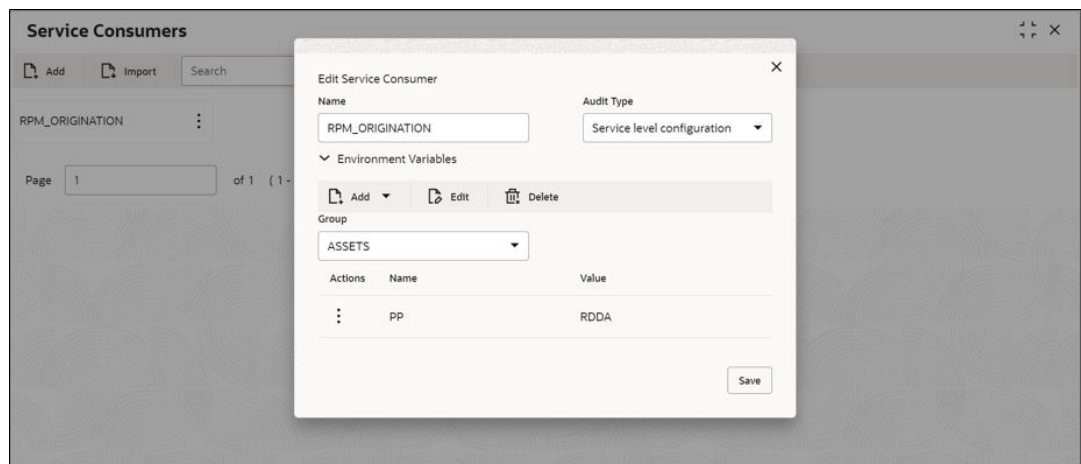 Service Consumers
Add Import Search
RPM_ORIGINATION
Page 1 of 1 (1 -
Edit Service Consumer
Name Audit Type
RPM_ORIGINATION Service level configuration
Environment Variables
Add Edit Delete
Group
ASSETS
Actions Name Value
PP RDDA
Save